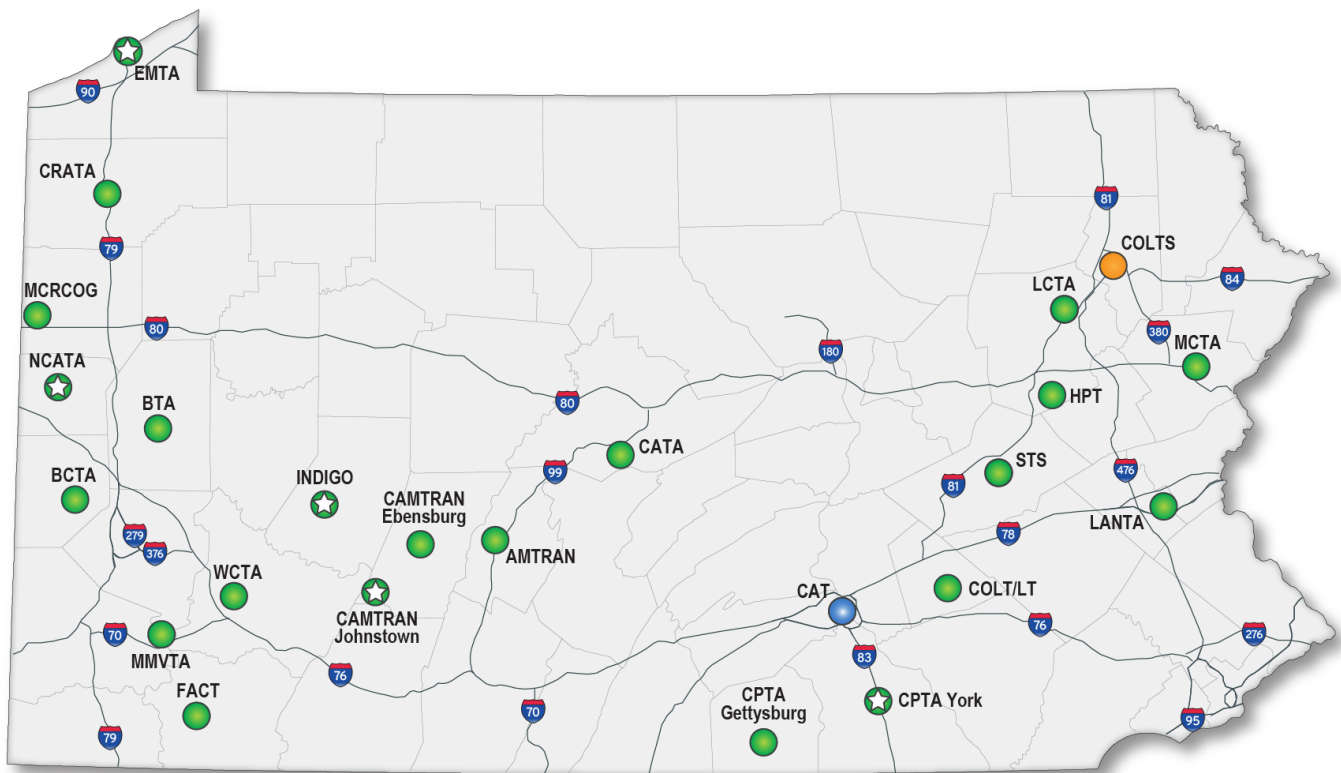 EMTA
90
CRATA
81
79
COLTS
84
LCTA
MCRCOG
80
380
180
MCTA
NCATA
HPT
80
BTA
CATA
STS
476
99
81
BCTA
INDIGO
CAMTRAN
Ebensburg
LANTA
279
78
376
AMTRAN
WCTA
CAT
COLT/LT
CAMTRAN
Johnstown
76
70
276
MMVTA
83
76
FACT
CPTA
Gettysburg
CPTA York
70
95
79